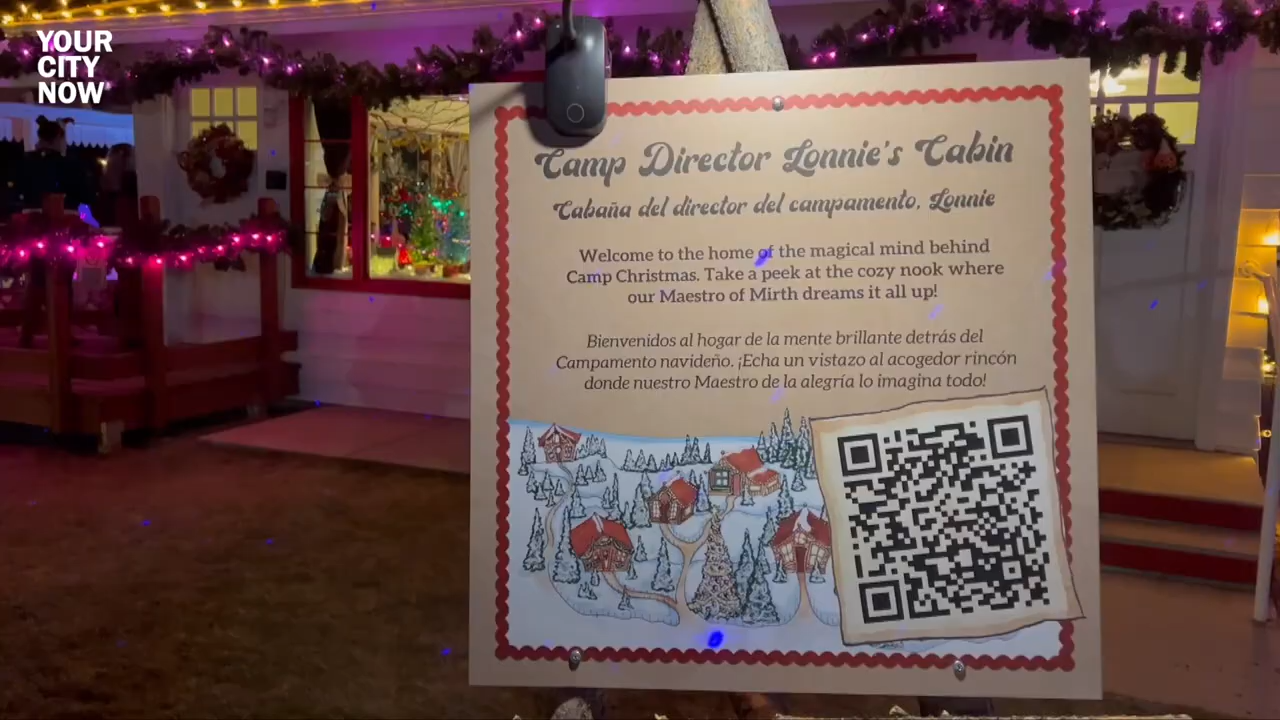 YOUR
CITY
NOW
Camp Director Lonnie's Cabin
Cabaña del director del campamento, Lonnie
Welcome to the home of the magical mind behind
Camp Christmas. Take a peek at the cozy nook where
our Maestro of Mirth dreams it all up!
Bienvenidos al hogar de la mente brillante detrás del
Campamento navideño. ¡Echa un vistazo al acogedor rincón
donde nuestro Maestro de la alegría lo imagina todo!